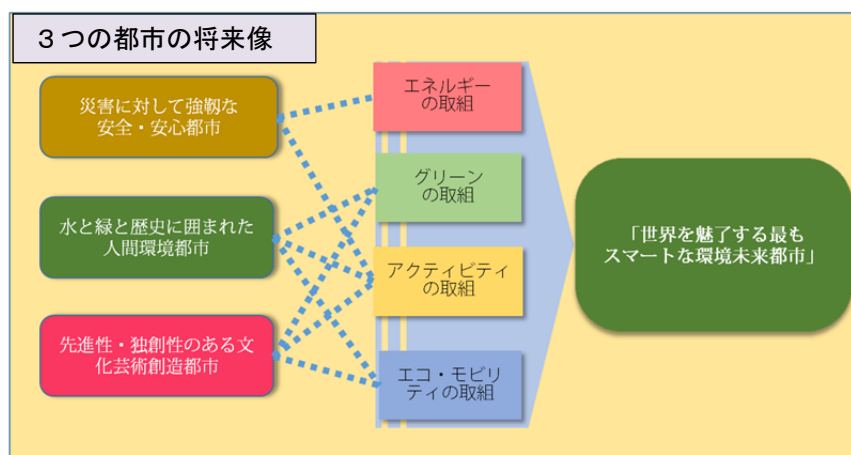 ３つの都市の将来像
災害に対して強靱な
安全・安心都市
水と緑と歴史に囲まれた
人間環境都市
先進性・独創性のある文
化芸術創造都市
エネルギー
の取組
グリーン
の取組
アクティビティ
の取組
エコ・モビリ
ティの取組
「世界を魅了する最も
スマートな環境未来都市」